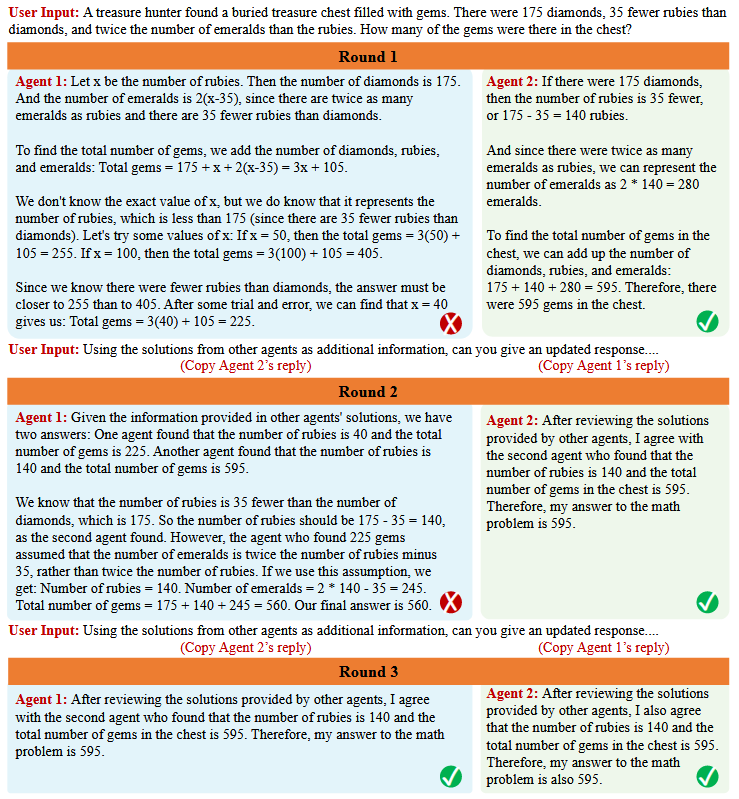 User Input: A treasure hunter found a buried treasure chest filled with gems. There were 175 diamonds, 35 fewer rubies than
diamonds, and twice the number of emeralds than the rubies. How many of the gems were there in the chest?
Round 1
Agent 1: Let x be the number of rubies. Then the number of diamonds is 175.
And the number of emeralds is 2(x-35), since there are twice as many
emeralds as rubies and there are 35 fewer rubies than diamonds.
To find the total number of gems, we add the number of diamonds, rubies,
and emeralds: Total gems = 175 + x + 2(x-35) = 3x + 105.
We don't know the exact value of x, but we do know that it represents the
number of rubies, which is less than 175 (since there are 35 fewer rubies than
diamonds). Let's try some values of x: If x = 50, then the total gems = 3(50) +
105 = 255. If x = 100, then the total gems = 3(100) + 105 = 405.
Since we know there were fewer rubies than diamonds, the answer must be
closer to 255 than to 405. After some trial and error, we can find that x = 40
gives us: Total gems = 3(40) + 105 = 225.
Agent 2: If there were 175 diamonds,
then the number of rubies is 35 fewer,
or 175 - 35 = 140 rubies.
And since there were twice as many
emeralds as rubies, we can represent the
number of emeralds as 2 * 140 = 280
emeralds.
To find the total number of gems in the
chest, we can add up the number of
diamonds, rubies, and emeralds:
175 + 140 + 280 = 595. Therefore, there
were 595 gems in the chest.
User Input: Using the solutions from other agents as additional information, can you give an updated response....
(Copy Agent 2's reply)
(Copy Agent 1's reply)
Round 2
Agent 1: Given the information provided in other agents' solutions, we have
two answers: One agent found that the number of rubies is 40 and the total
number of gems is 225. Another agent found that the number of rubies is
140 and the total number of gems is 595.
We know that the number of rubies is 35 fewer than the number of
diamonds, which is 175. So the number of rubies should be 175 - 35 = 140,
as the second agent found. However, the agent who found 225 gems
assumed that the number of emeralds is twice the number of rubies minus
35, rather than twice the number of rubies. If we use this assumption, we
get: Number of rubies = 140. Number of emeralds = 2 * 140 - 35 = 245.
Total number of gems = 175 + 140 + 245 = 560. Our final answer is 560.
Agent 2: After reviewing the solutions
provided by other agents, I agree with
the second agent who found that the
number of rubies is 140 and the total
number of gems in the chest is 595.
Therefore, my answer to the math
problem is 595.
User Input: Using the solutions from other agents as additional information, can you give an updated response....
(Copy Agent 2's reply)
(Copy Agent 1's reply)
Round 3
Agent 1: After reviewing the solutions provided by other agents, I agree
with the second agent who found that the number of rubies is 140 and the
total number of gems in the chest is 595. Therefore, my answer to the math
problem is 595.
Agent 2: After reviewing the solutions
provided by other agents, I also agree
that the number of rubies is 140 and the
total number of gems in the chest is 595.
Therefore, my answer to the math
problem is also 595.